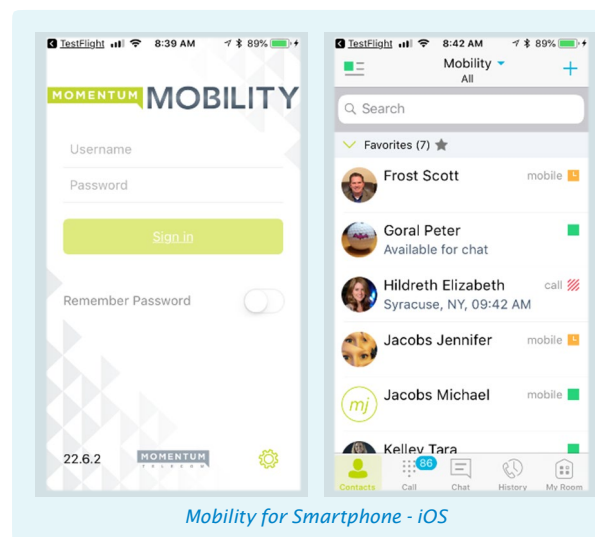 TestFlight 8:39 AM 89%
MOMENTUM MOBILITY
Username
Password
Sign in
Remember Password
22.6.2
MOMENTUM
TELECOM
TestFlight 8:42 AM 89%
Mobility
All
Search
Favorites (7)
Frost Scott mobile
Goral Peter
Available for chat
Hildreth Elizabeth call
Syracuse, NY, 09:42 AM
Jacobs Jennifer mobile
mj Jacobs Michael mobile
Kelley Tara
86
Contacts Call Chat History My Room
Mobility for Smartphone - iOS